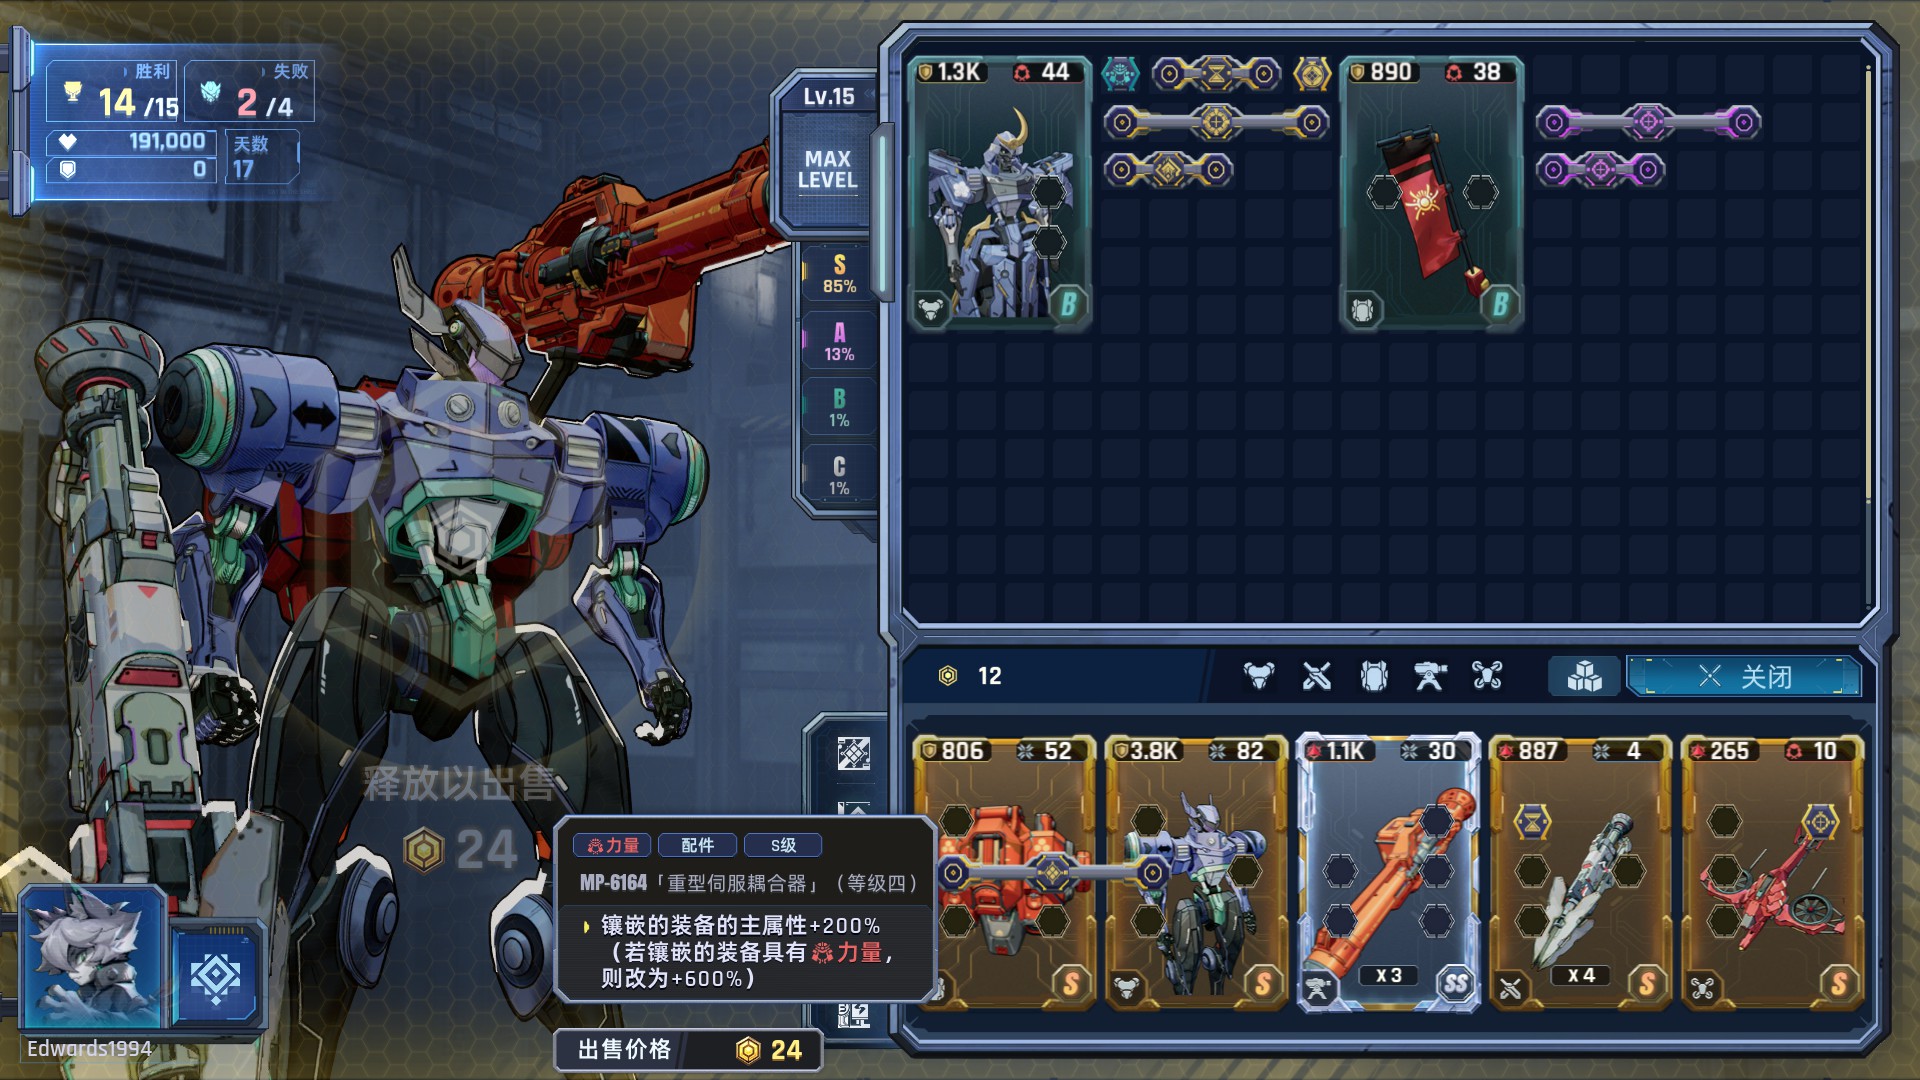 胜利
14 /15
失败
2 /4
191,000
0
天数
17
Lv.15
MAX
LEVEL
S
85%
A
13%
B
1%
C
1%
1.3K
44
B
890
38
B
12
关闭
806
52
S
3.8K
82
S
1.1K
30
x3
SS
887
4
x4
S
265
10
S
释放以出售
24
力量
配件
S级
MP-6164「重型伺服耦合器」（等级四）
镶嵌的装备的主属性+200%
（若镶嵌的装备具有力量，
则改为+600%）
出售价格
24
Edwards1994